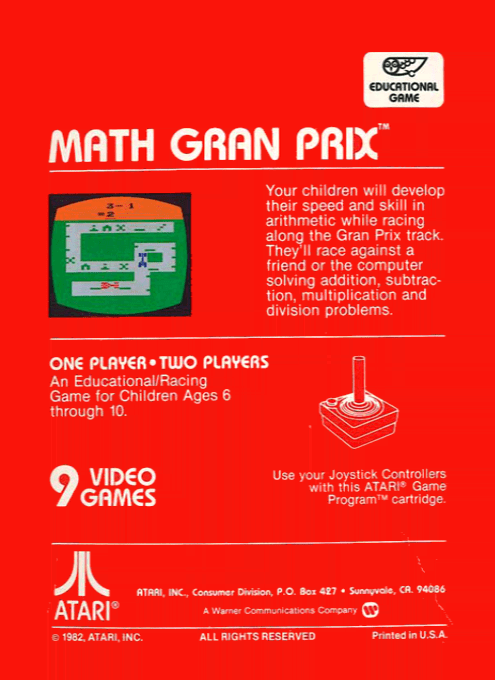 EDUCATIONAL
GAME
MATH GRAN PRIX™
3 - 1
=2
Your children will develop
their speed and skill in
arithmetic while racing
along the Gran Prix track.
They'll race against a
friend or the computer
solving addition, subtrac-
tion, multiplication and
division problems.
ONE PLAYER • TWO PLAYERS
An Educational/Racing
Game for Children Ages 6
through 10.
9 VIDEO
GAMES
Use your Joystick Controllers
with this ATARI® Game
Program™ cartridge.
ATARI®
ATARI, INC., Consumer Division, P.O. Box 427 • Sunnyvale, CA. 94086
A Warner Communications Company
© 1982, ATARI, INC. ALL RIGHTS RESERVED Printed in U.S.A.